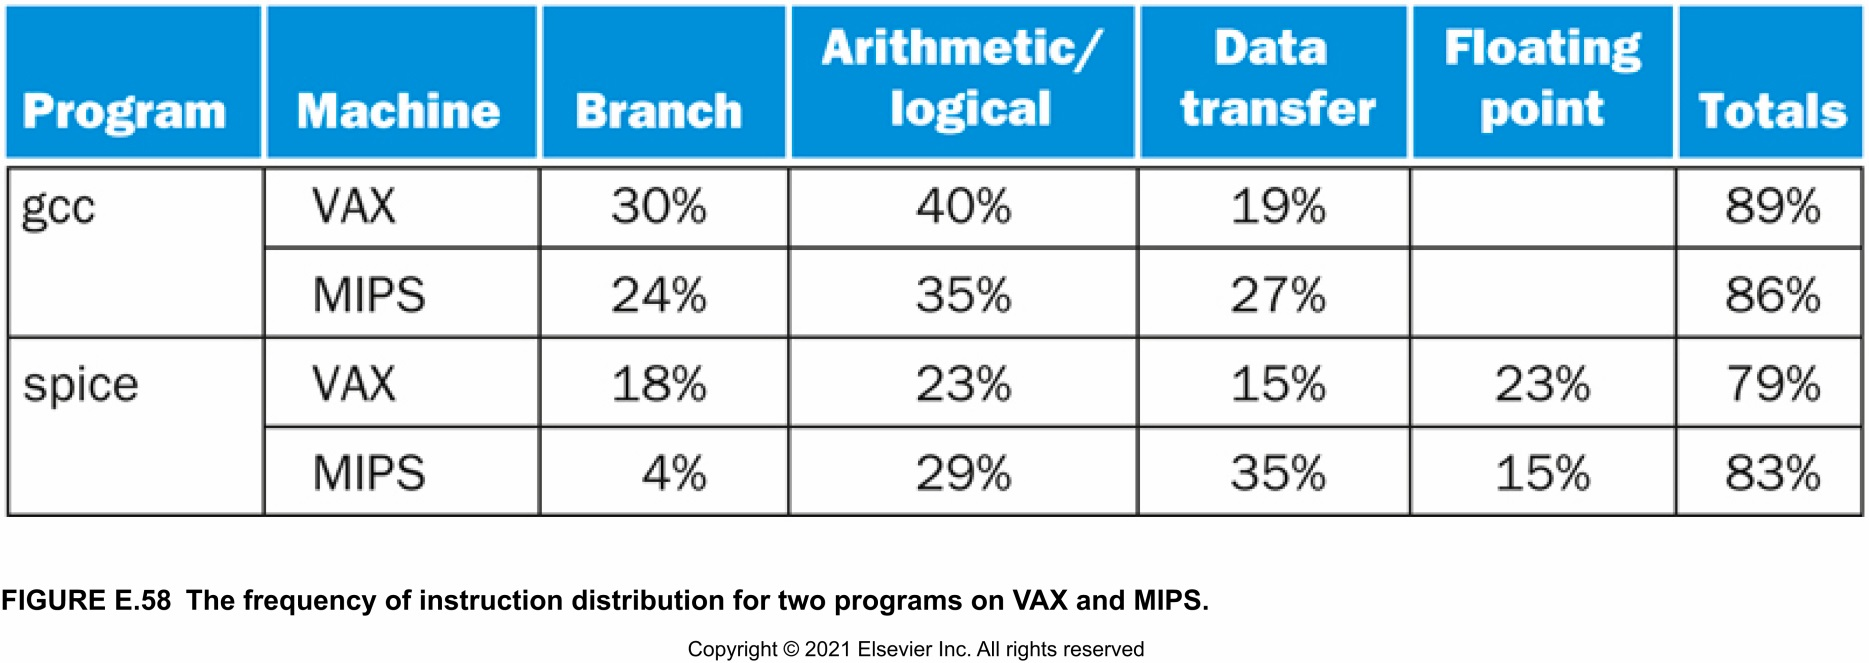 Program Machine Branch Arithmetic/ logical Data transfer Floating point Totals
gcc VAX 30% 40% 19% 89%
MIPS 24% 35% 27% 86%
spice VAX 18% 23% 15% 23% 79%
MIPS 4% 29% 35% 15% 83%
FIGURE E.58 The frequency of instruction distribution for two programs on VAX and MIPS.
Copyright © 2021 Elsevier Inc. All rights reserved